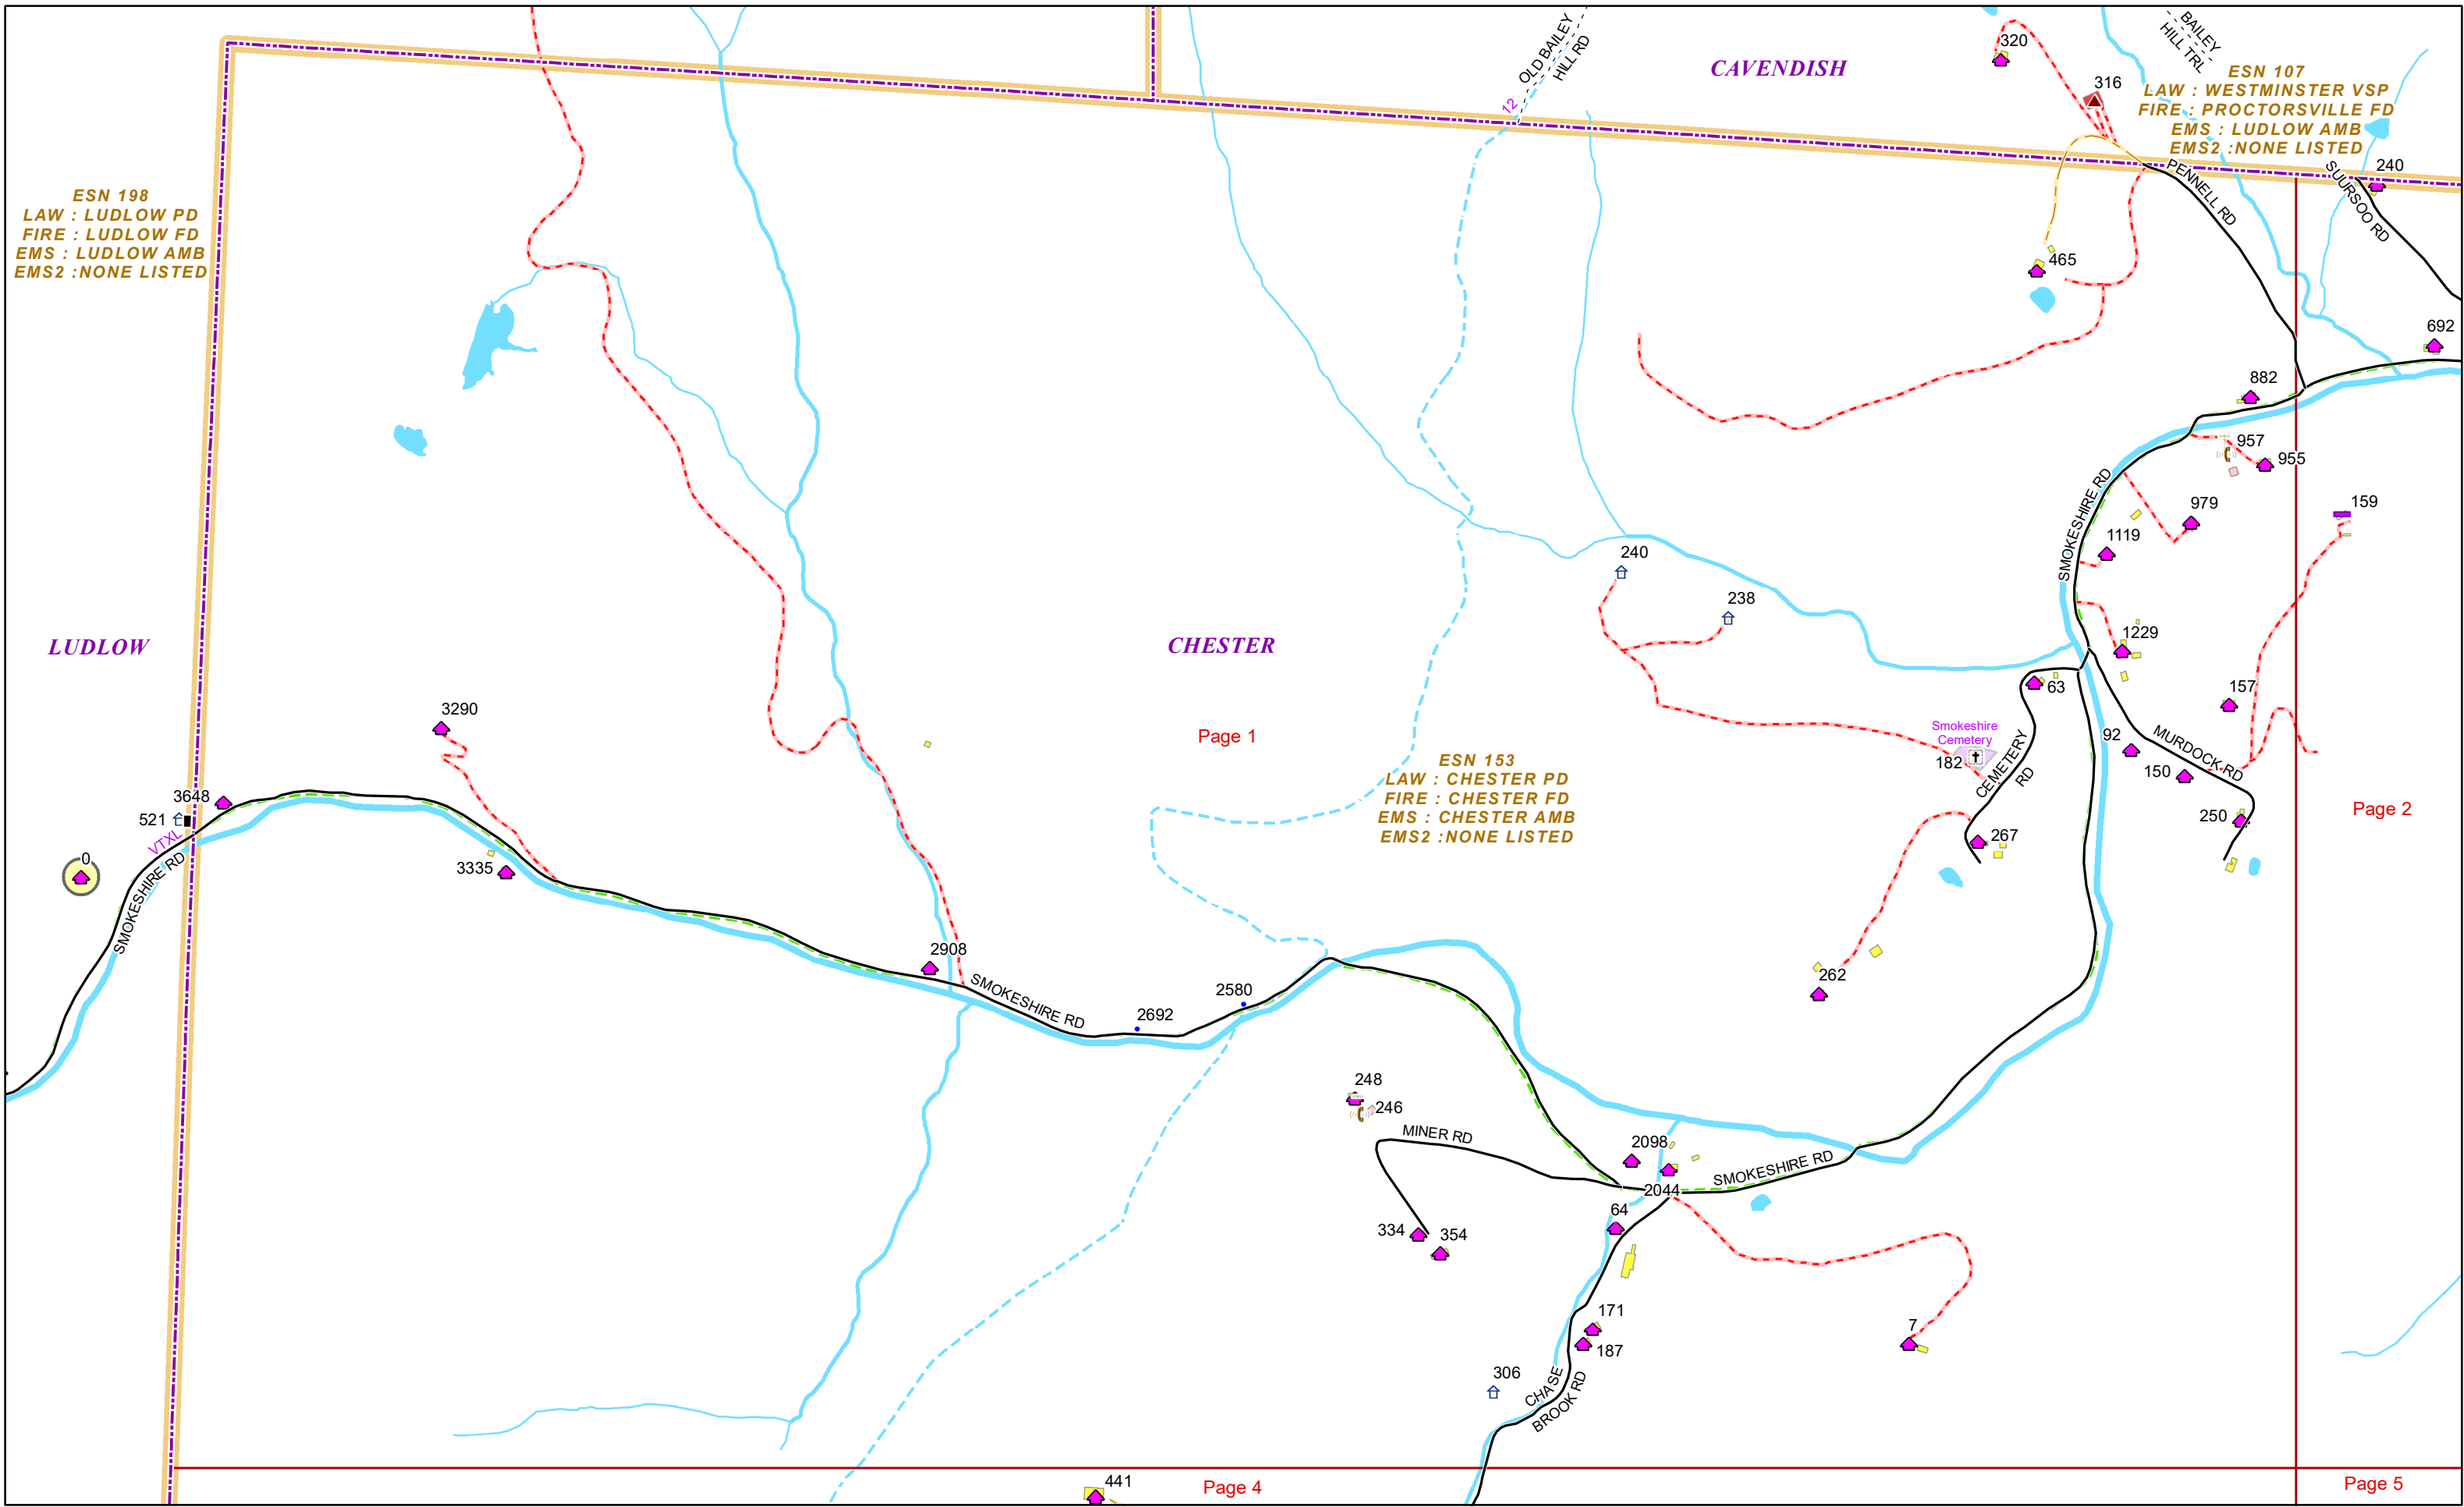 OLD BAILEY
HILL RD
12
CAVENDISH
320
316
BAILEY
HILL TRL
ESN 107
LAW : WESTMINSTER VSP
FIRE : PROCTORSVILLE FD
EMS : LUDLOW AMB
EMS2 :NONE LISTED
240
PENNELL RD
SUURSOO RD
ESN 198
LAW : LUDLOW PD
FIRE : LUDLOW FD
EMS : LUDLOW AMB
EMS2 :NONE LISTED
465
692
882
957
955
979
159
SMOKESHIRE RD
1119
240
238
1229
LUDLOW
CHESTER
63
157
3290
Page 1
Smokeshire
Cemetery
182
CEMETERY
RD
92
MURDOCK RD
150
ESN 153
LAW : CHESTER PD
FIRE : CHESTER FD
EMS : CHESTER AMB
EMS2 :NONE LISTED
3648
521
VTXL
0
SMOKESHIRE RD
3335
250
Page 2
267
2908
262
SMOKESHIRE RD
2580
2692
248
246
MINER RD
2098
SMOKESHIRE RD
2044
64
334
354
171
187
7
306
CHASE
BROOK RD
441
Page 4
Page 5